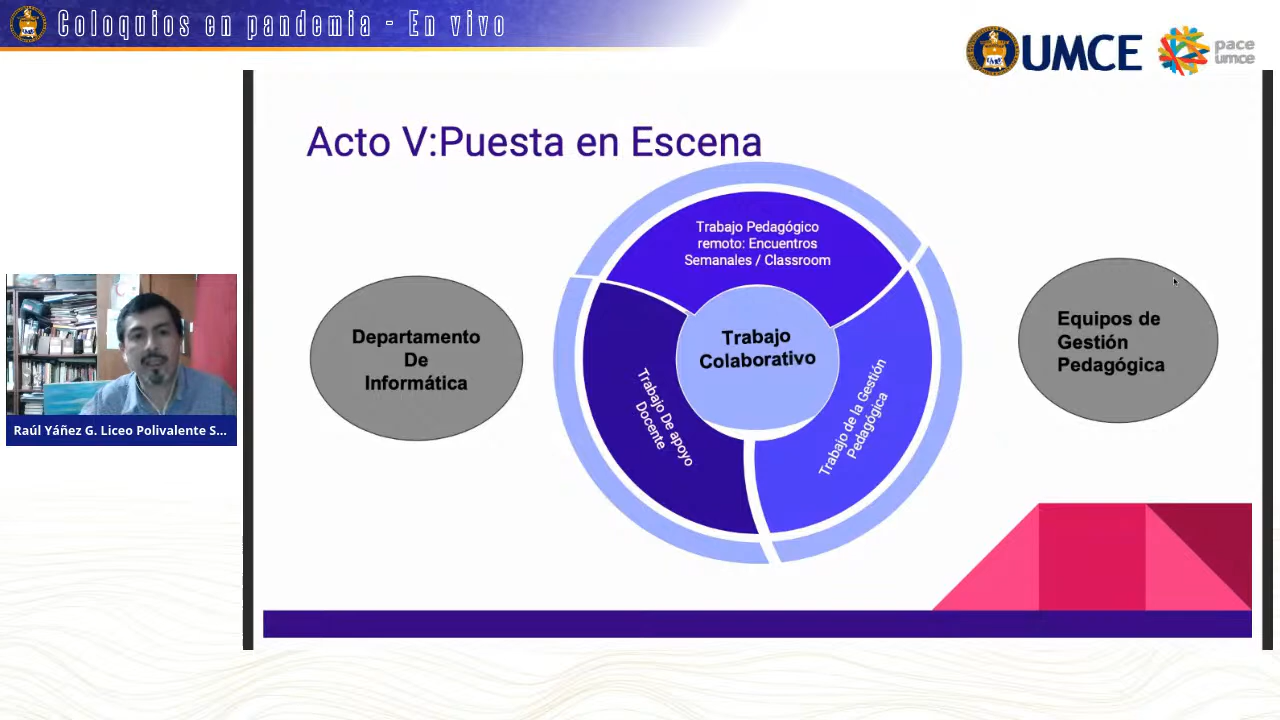 Coloquios en pandemia - En vivo
UMCE
pace
umce
Acto V:Puesta en Escena
Trabajo Pedagógico
remoto: Encuentros
Semanales / Classroom
Departamento
De
Informática
Trabajo
Colaborativo
Equipos de
Gestión
Pedagógica
Trabajo De apoyo
Docente
Trabajo de la Gestión
Pedagógica
Raúl Yáñez G. Liceo Polivalente S...